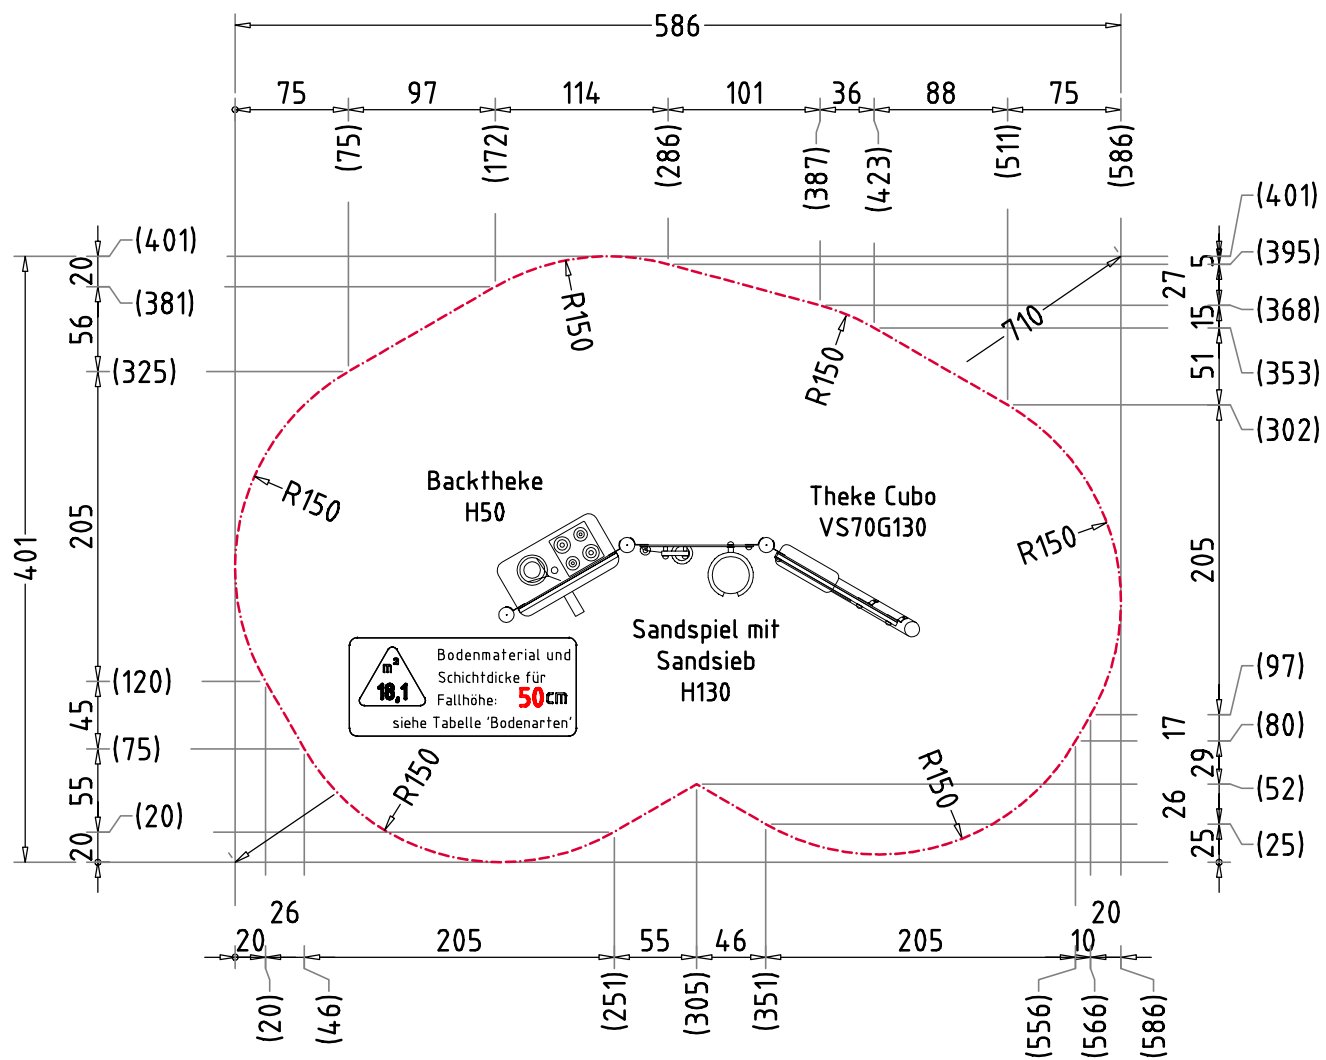 586
75 97 114 101 36 88 75
(75) (172) (286) (387) (423) (511) (586)
(401) (401)
20 5 (395)
27
(381) (368)
56 15
R150 710
51 (353)
(325) R150
(302)
Backtheke
H50
Theke Cubo
VS70G130
R150 R150
401 205 205
Sandspiel mit
Sandsieb
H130
m²
18,1
Bodenmaterial und
Schichtdicke für
Fallhöhe: 50cm
siehe Tabelle 'Bodenarten'
(120) (97)
45 17
(75) (80)
R150 R150
55 29
(52)
(20) 26
20 25 (25)
26 20
20 205 55 46 205 10
(20) (46) (251) (305) (351) (556) (566) (586)